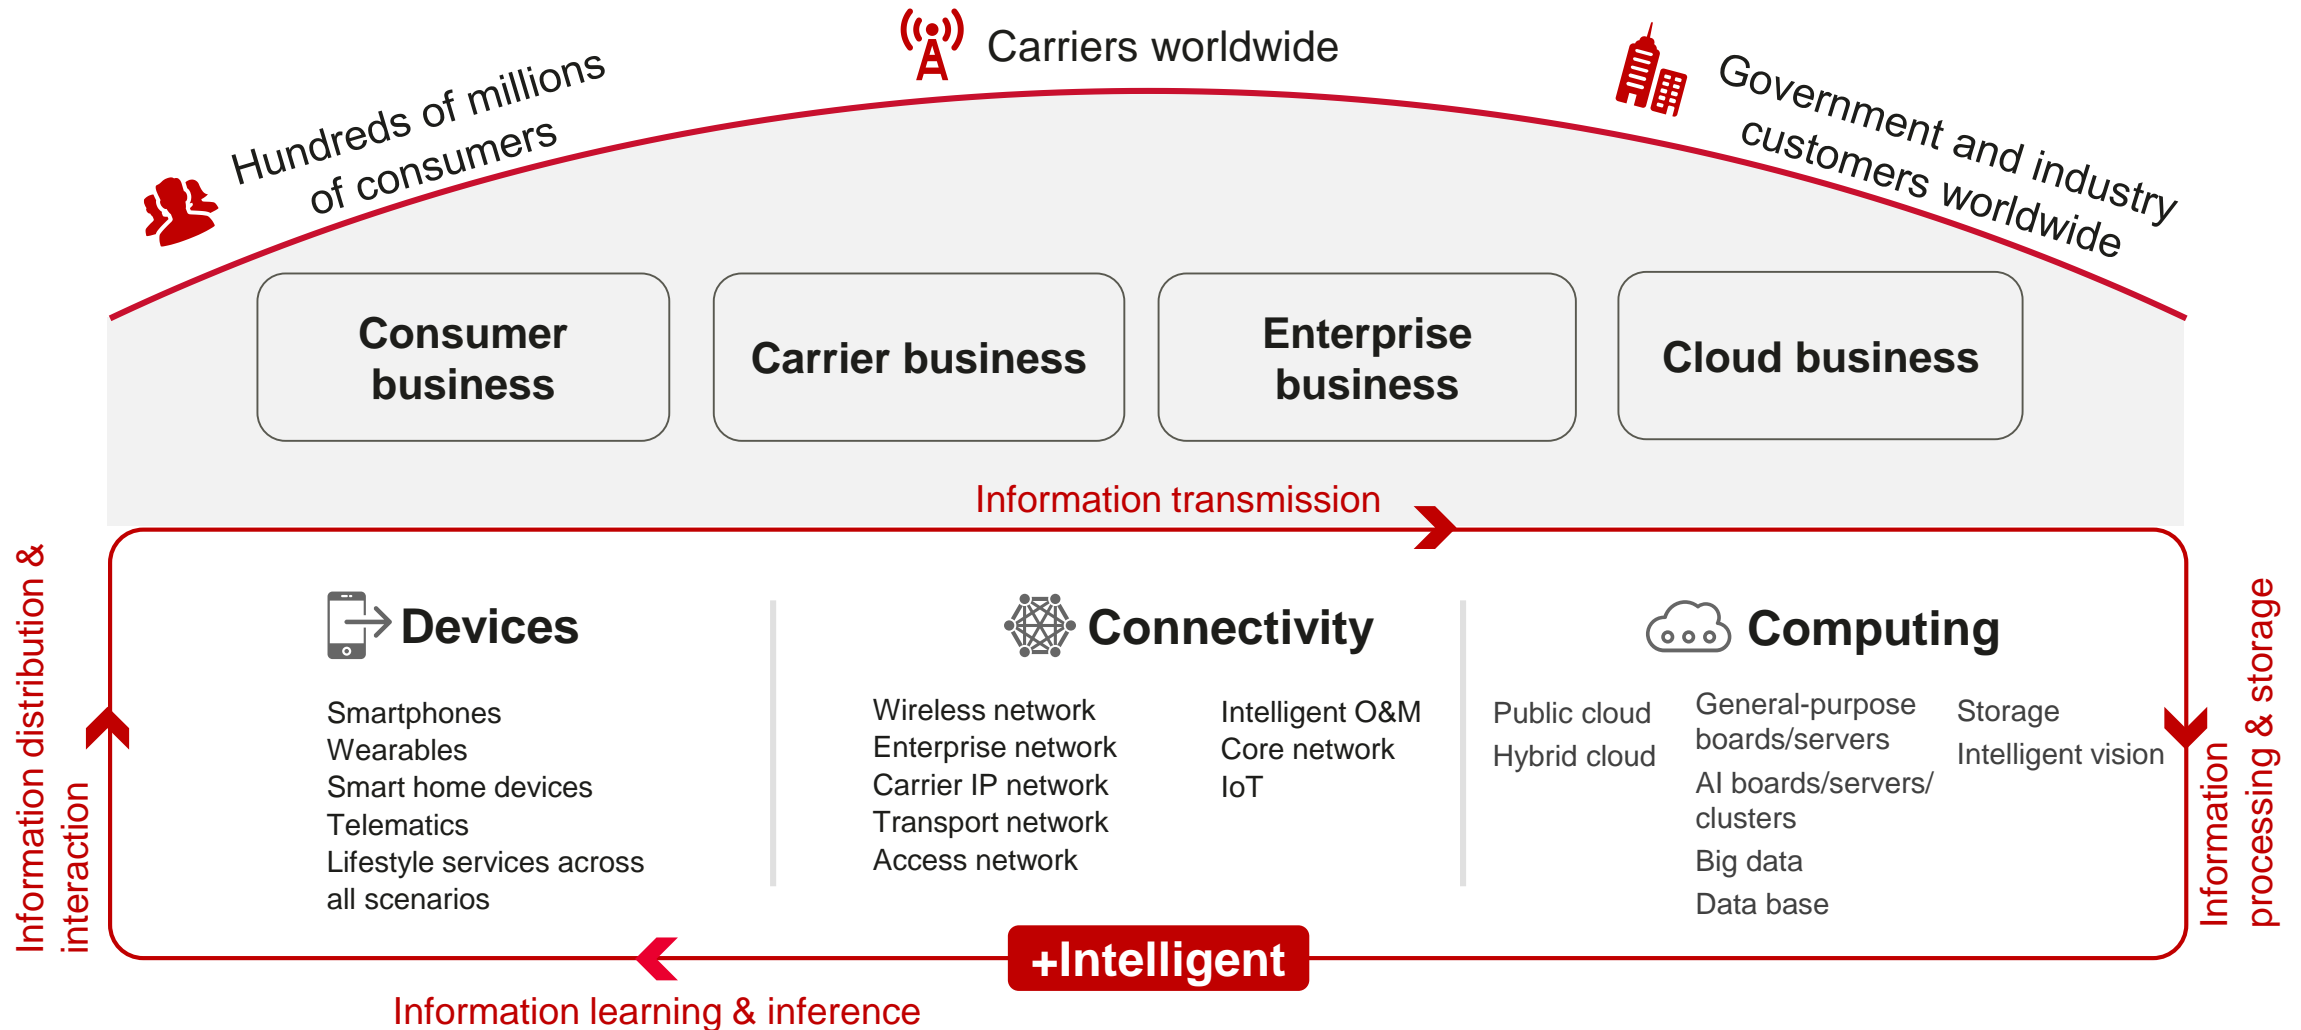 Carriers worldwide
Hundreds of millions
of consumers
Government and industry
customers worldwide
Consumer
business
Carrier business
Enterprise
business
Cloud business
Information transmission
Information distribution &
interaction
Devices
Smartphones
Wearables
Smart home devices
Telematics
Lifestyle services across
all scenarios
Connectivity
Wireless network
Enterprise network
Carrier IP network
Transport network
Access network
Intelligent O&M
Core network
IoT
Computing
Public cloud
Hybrid cloud
General-purpose
boards/servers
AI boards/servers/
clusters
Big data
Data base
Storage
Intelligent vision
Information
processing & storage
+Intelligent
Information learning & inference